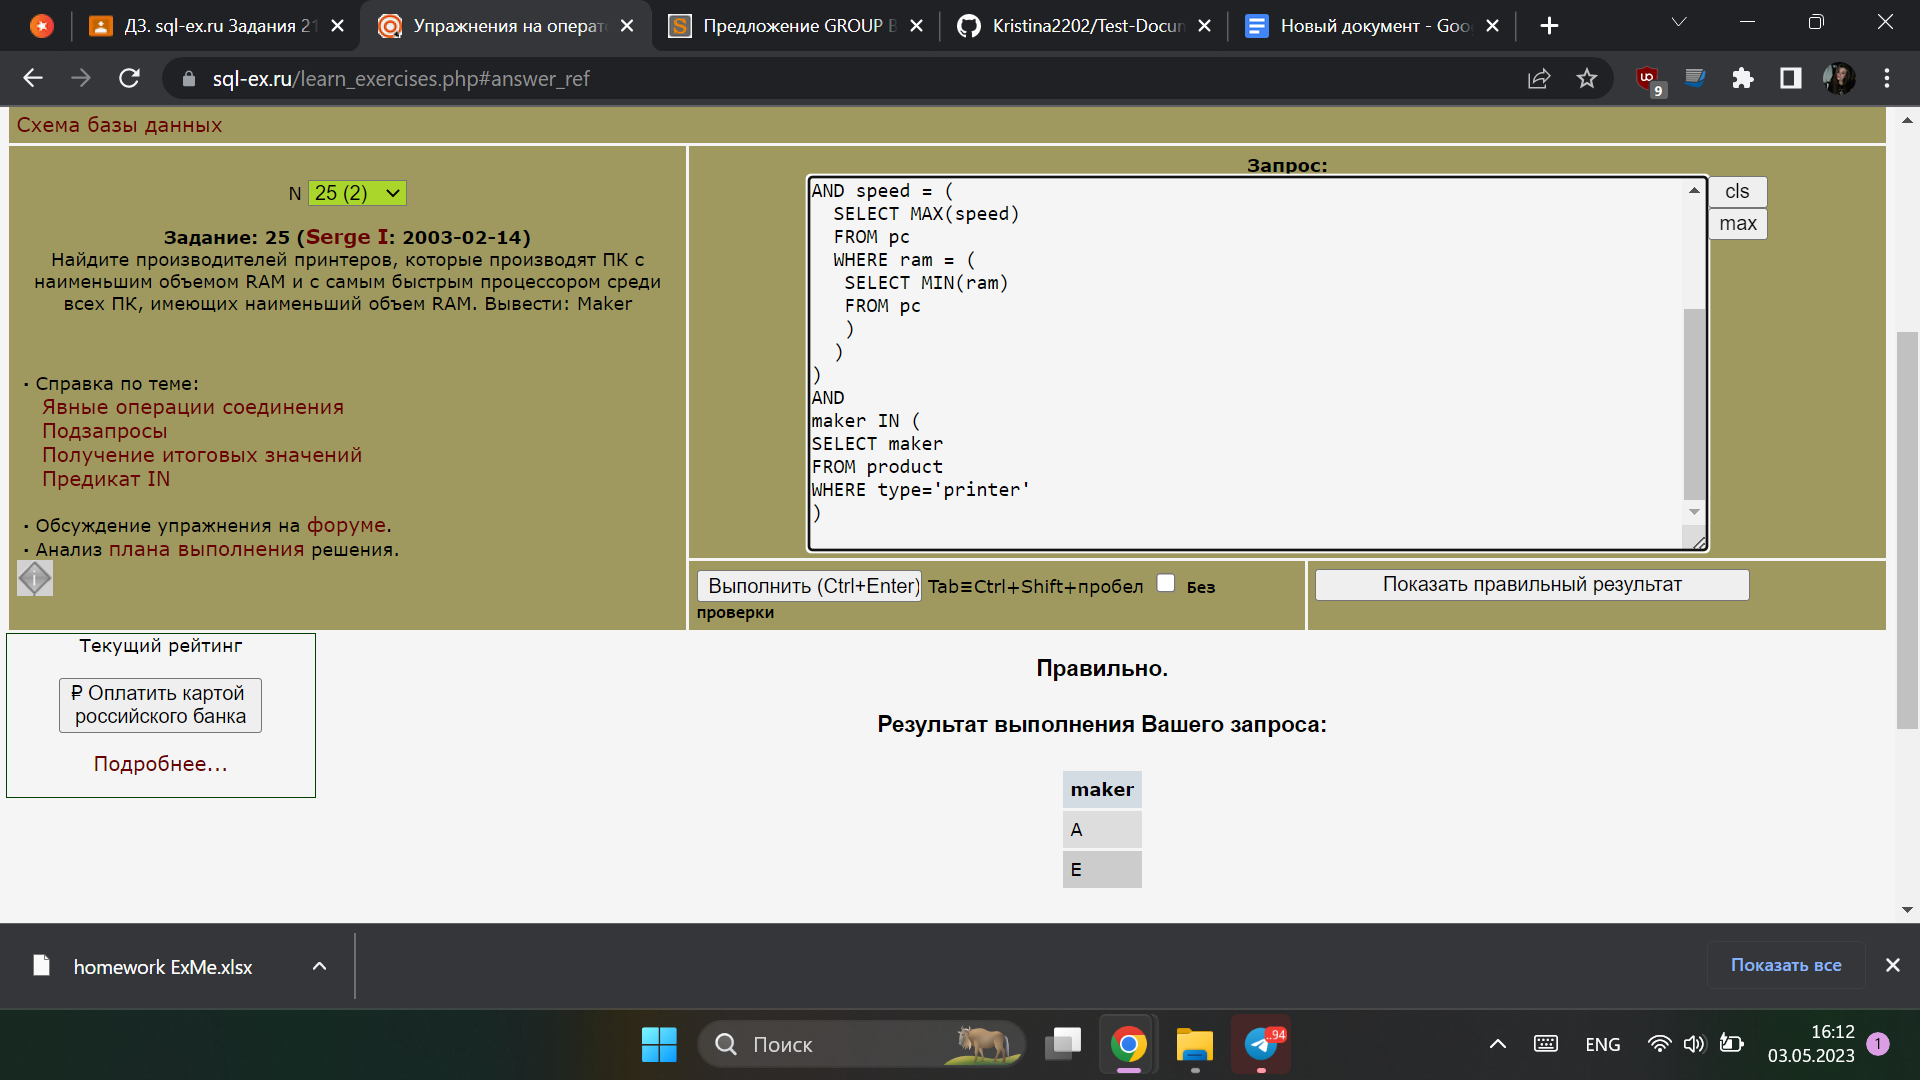 ДЗ. sql-ex.ru Задания 21
Упражнения на операто
Предложение GROUP B
Kristina2202/Test-Docum
Новый документ - Goo
sql-ex.ru/learn_exercises.php#answer_ref
9
Схема базы данных
N 25 (2)
Задание: 25 (Serge I: 2003-02-14)
Найдите производителей принтеров, которые производят ПК с
наименьшим объемом RAM и с самым быстрым процессором среди
всех ПК, имеющих наименьший объем RAM. Вывести: Maker
· Справка по теме:
Явные операции соединения
Подзапросы
Получение итоговых значений
Предикат IN
· Обсуждение упражнения на форуме.
· Анализ плана выполнения решения.
Запрос:
AND speed = (
SELECT MAX(speed)
FROM pc
WHERE ram = (
SELECT MIN(ram)
FROM pc
)
)
)
AND
maker IN (
SELECT maker
FROM product
WHERE type='printer'
)
cls
max
Выполнить (Ctrl+Enter) Tab≡Ctrl+Shift+пробел Без
проверки
Показать правильный результат
Текущий рейтинг
₽ Оплатить картой
российского банка
Подробнее...
Правильно.
Результат выполнения Вашего запроса:
maker
A
E
homework ExMe.xlsx
Показать все
Поиск
..94
ENG
16:12
03.05.2023
1